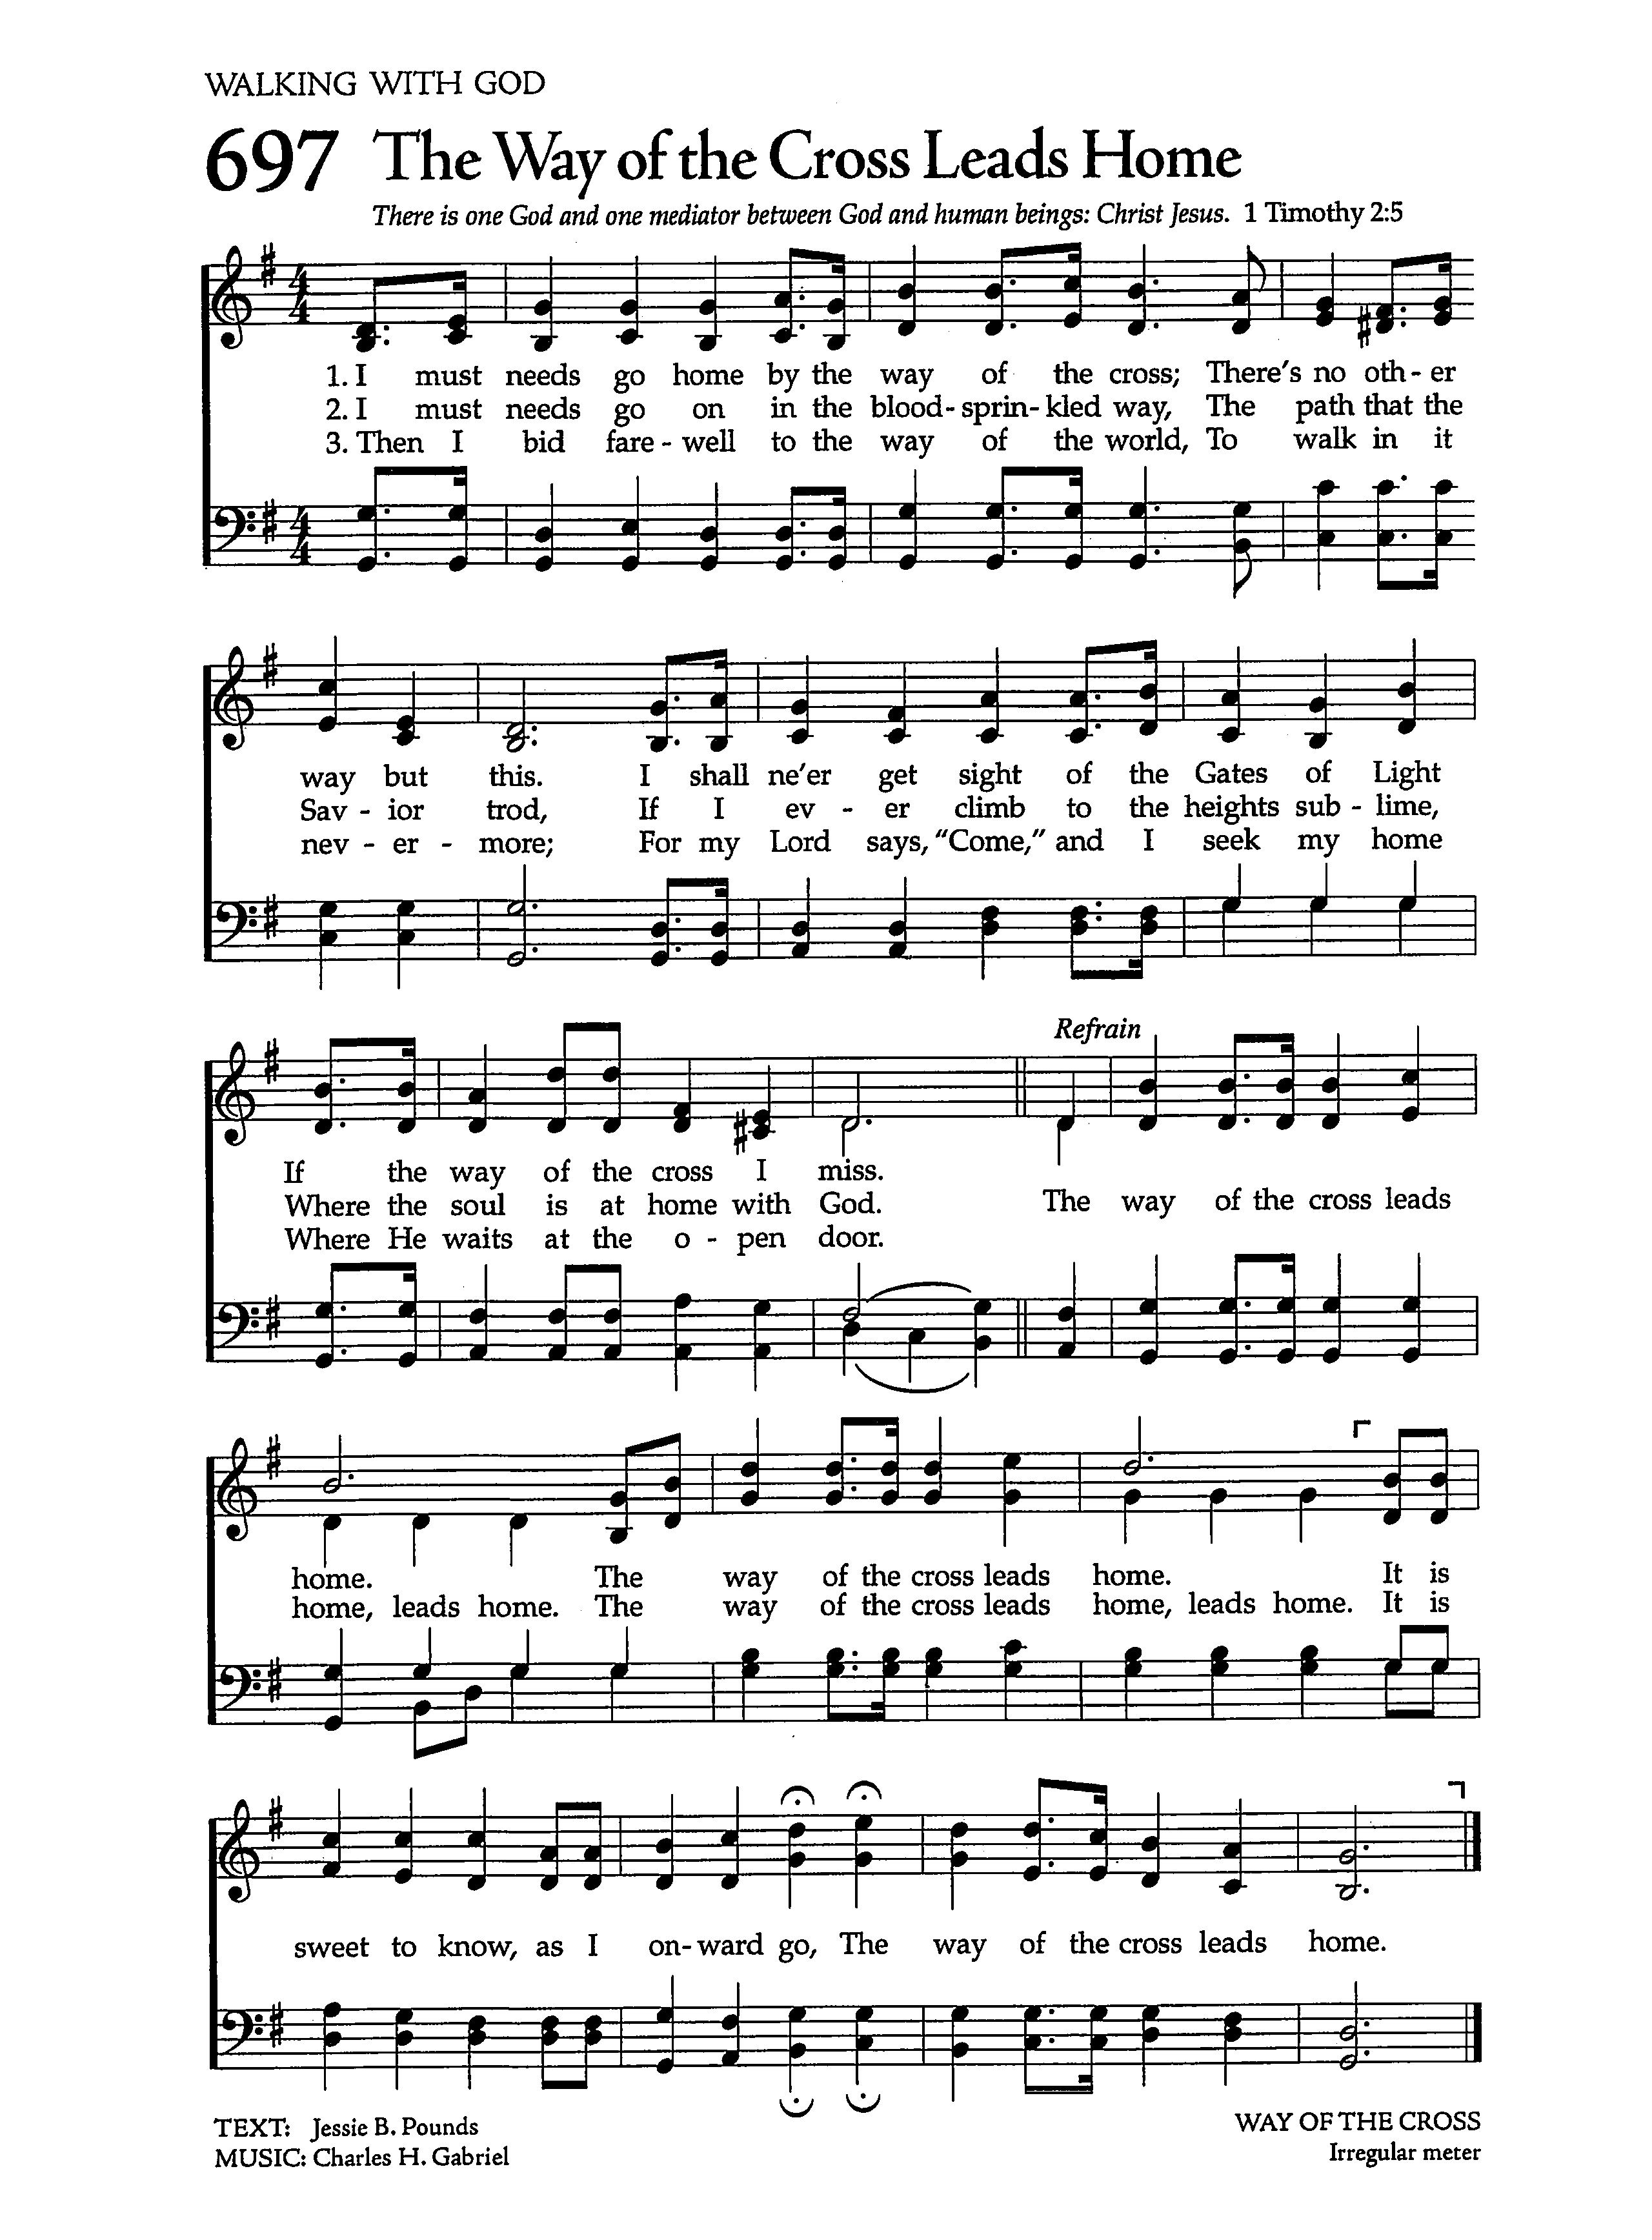 WALKING WITH GOD
697 The Way of the Cross Leads Home
There is one God and one mediator between God and human beings: Christ Jesus. 1 Timothy 2:5
4 4
1. I must needs go home by the way of the cross; There's no oth - er
2. I must needs go on in the blood - sprin - kled way, The path that the
3. Then I bid fare - well to the way of the world, To walk in it
4 4
way but this. I shall ne'er get sight of the Gates of Light
Sav - ior trod, If I ev - er climb to the heights sub - lime,
nev - er - more; For my Lord says, "Come," and I seek my home
Refrain
If the way of the cross I miss.
Where the soul is at home with God. The way of the cross leads
Where He waits at the o - pen door.
home. The way of the cross leads home. It is
home, leads home. The way of the cross leads home, leads home. It is
sweet to know, as I on - ward go, The way of the cross leads home.
TEXT: Jessie B. Pounds
MUSIC: Charles H. Gabriel
WAY OF THE CROSS
Irregular meter